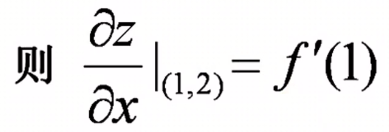 则 ∂z/∂x|(1,2) = f′(1)